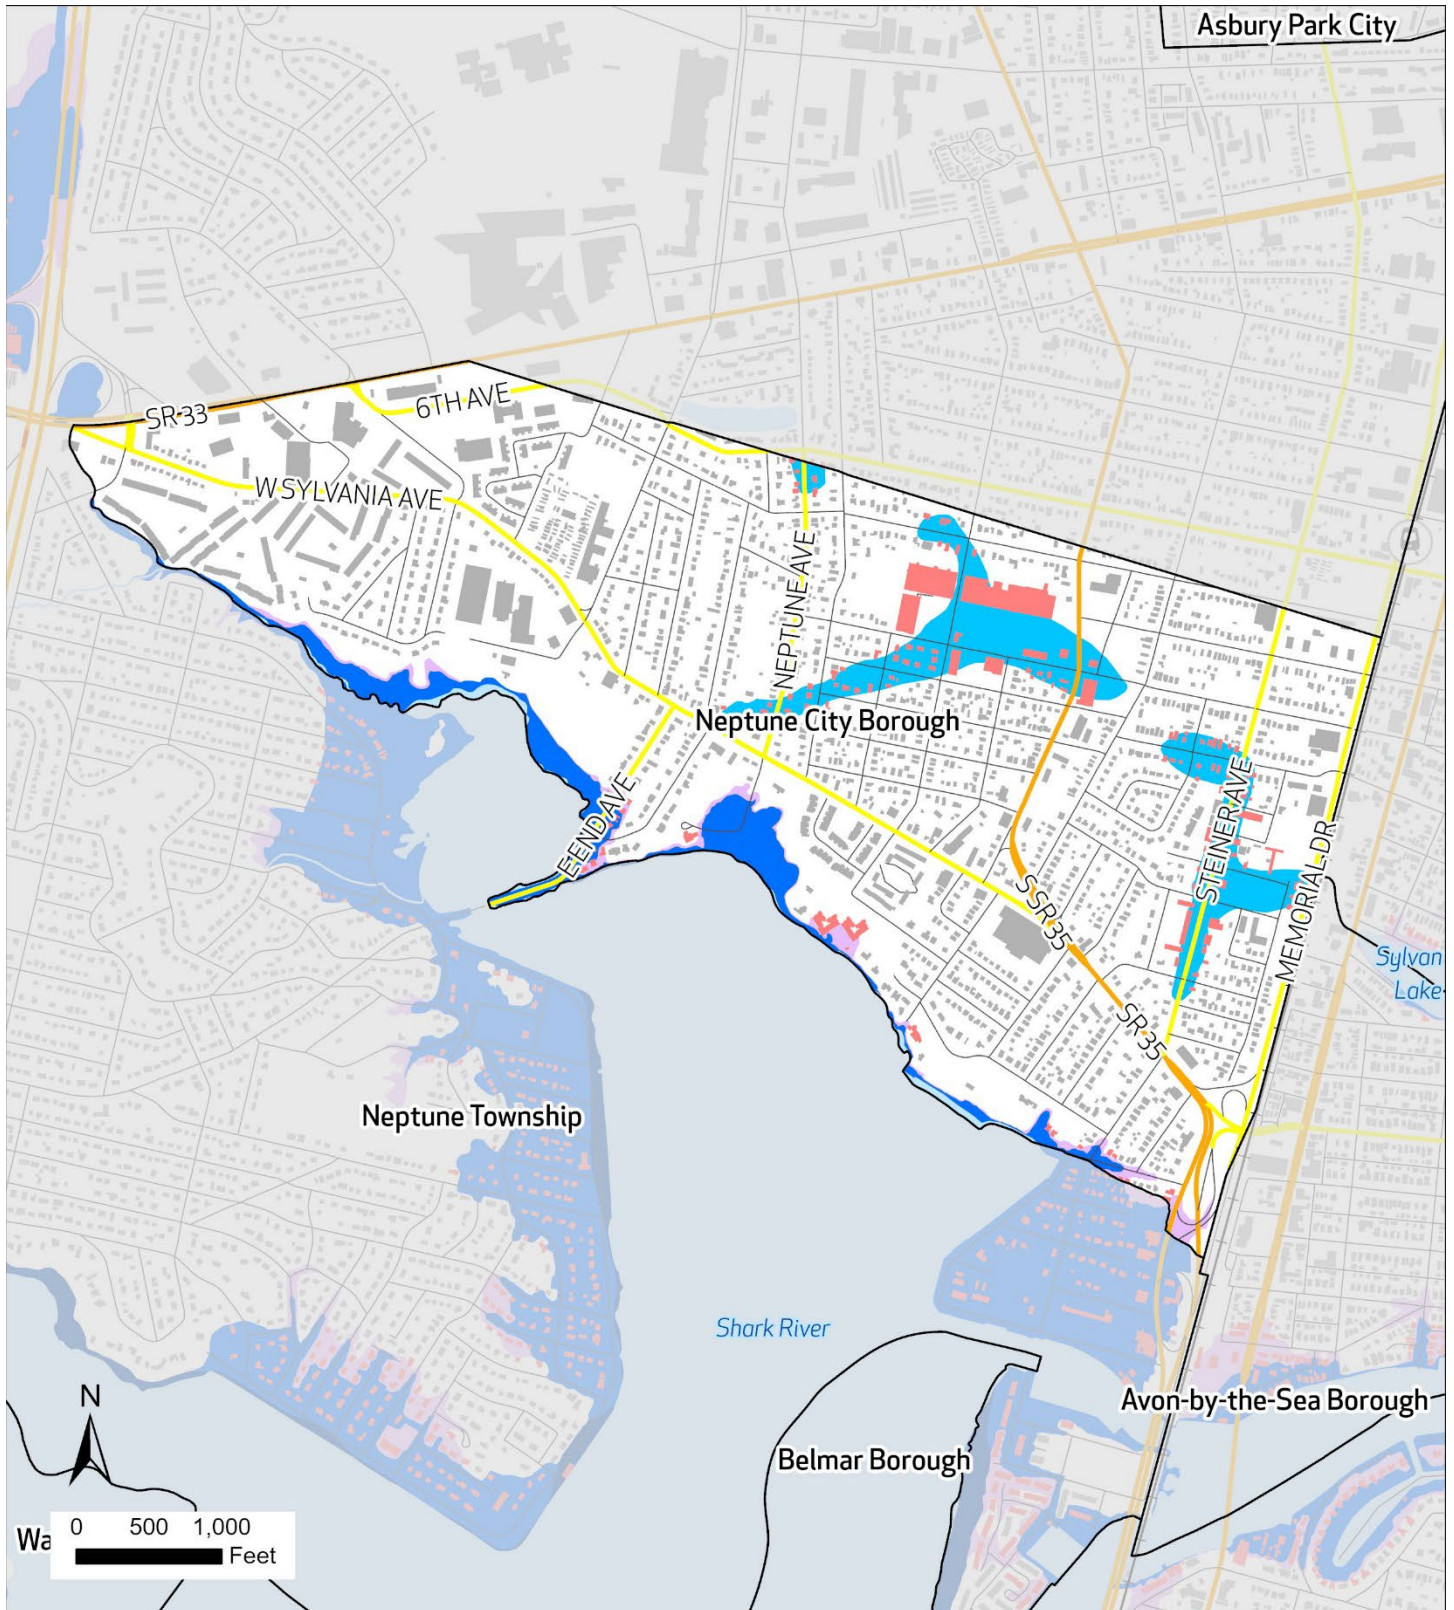 Asbury Park City
SR 33
6TH AVE
W SYLVANIA AVE
NEPTUNE AVE
Neptune City Borough
E END AVE
STEINER AVE
MEMORIAL DR
S SR 35
Sylvan
Lake
SR 35
Neptune Township
Shark River
Avon-by-the-Sea Borough
Belmar Borough
N
Wa
0 500 1,000
Feet